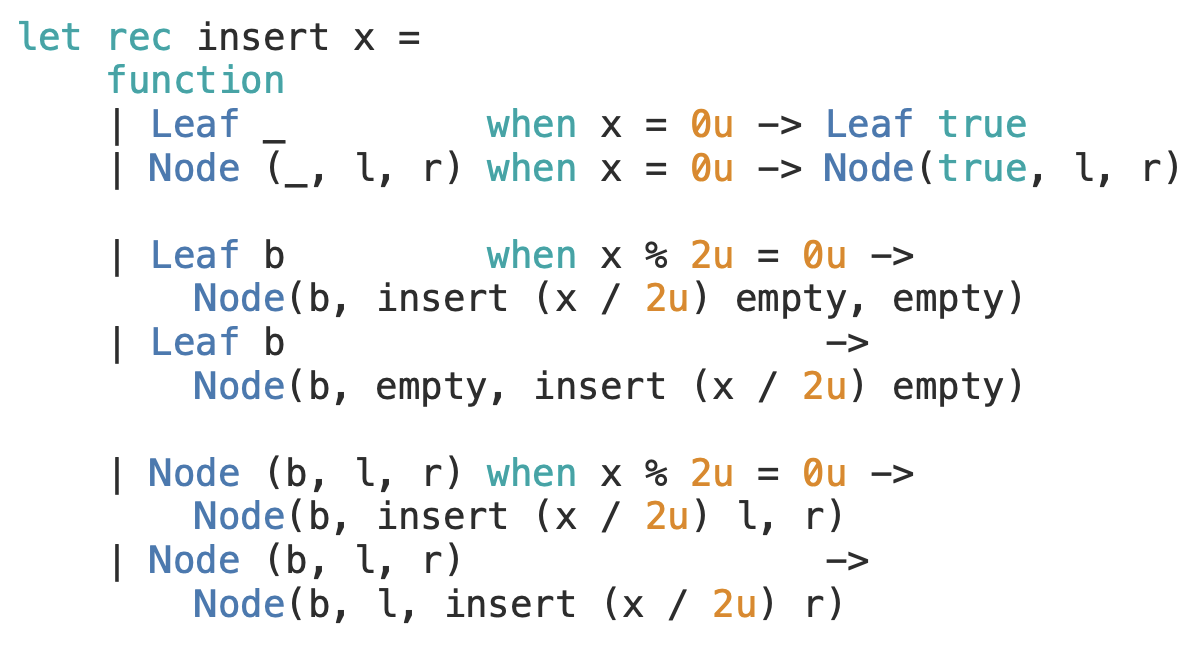 let rec insert x =
    function
    | Leaf _         when x = 0u -> Leaf true
    | Node (_, l, r) when x = 0u -> Node(true, l, r)

    | Leaf b         when x % 2u = 0u ->
        Node(b, insert (x / 2u) empty, empty)
    | Leaf b                        ->
        Node(b, empty, insert (x / 2u) empty)

    | Node (b, l, r) when x % 2u = 0u ->
        Node(b, insert (x / 2u) l, r)
    | Node (b, l, r)                ->
        Node(b, l, insert (x / 2u) r)